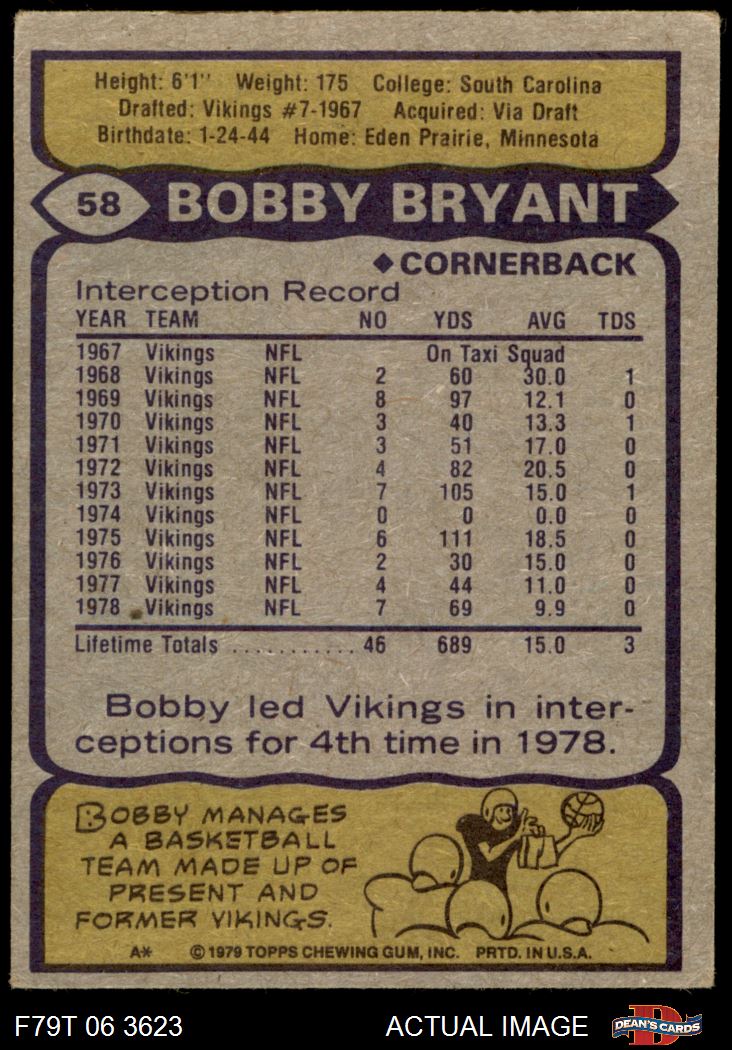 Height: 6'1" Weight: 175 College: South Carolina
Drafted: Vikings #7-1967 Acquired: Via Draft
Birthdate: 1-24-44 Home: Eden Prairie, Minnesota
58 BOBBY BRYANT
◆CORNERBACK
Interception Record
YEAR TEAM NO YDS AVG TDS
1967 Vikings NFL On Taxi Squad
1968 Vikings NFL 2 60 30.0 1
1969 Vikings NFL 8 97 12.1 0
1970 Vikings NFL 3 40 13.3 1
1971 Vikings NFL 3 51 17.0 0
1972 Vikings NFL 4 82 20.5 0
1973 Vikings NFL 7 105 15.0 1
1974 Vikings NFL 0 0 0.0 0
1975 Vikings NFL 6 111 18.5 0
1976 Vikings NFL 2 30 15.0 0
1977 Vikings NFL 4 44 11.0 0
1978 Vikings NFL 7 69 9.9 0
Lifetime Totals ........... 46 689 15.0 3
Bobby led Vikings in inter-
ceptions for 4th time in 1978.
BOBBY MANAGES
A BASKETBALL
TEAM MADE UP OF
PRESENT AND
FORMER VIKINGS.
A* © 1979 TOPPS CHEWING GUM, INC. PRTD. IN U.S.A.
F79T 06 3623 ACTUAL IMAGE D DEAN'S CARDS